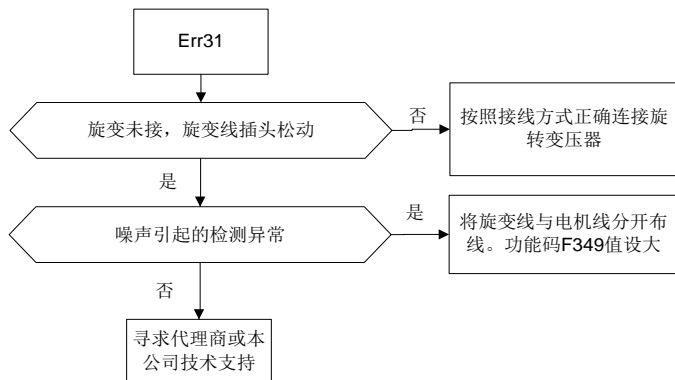 Err31
旋变未接，旋变线插头松动
否
按照接线方式正确连接旋
转变压器
是
噪声引起的检测异常
是
将旋变线与电机线分开布
线。功能码F349值设大
否
寻求代理商或本
公司技术支持